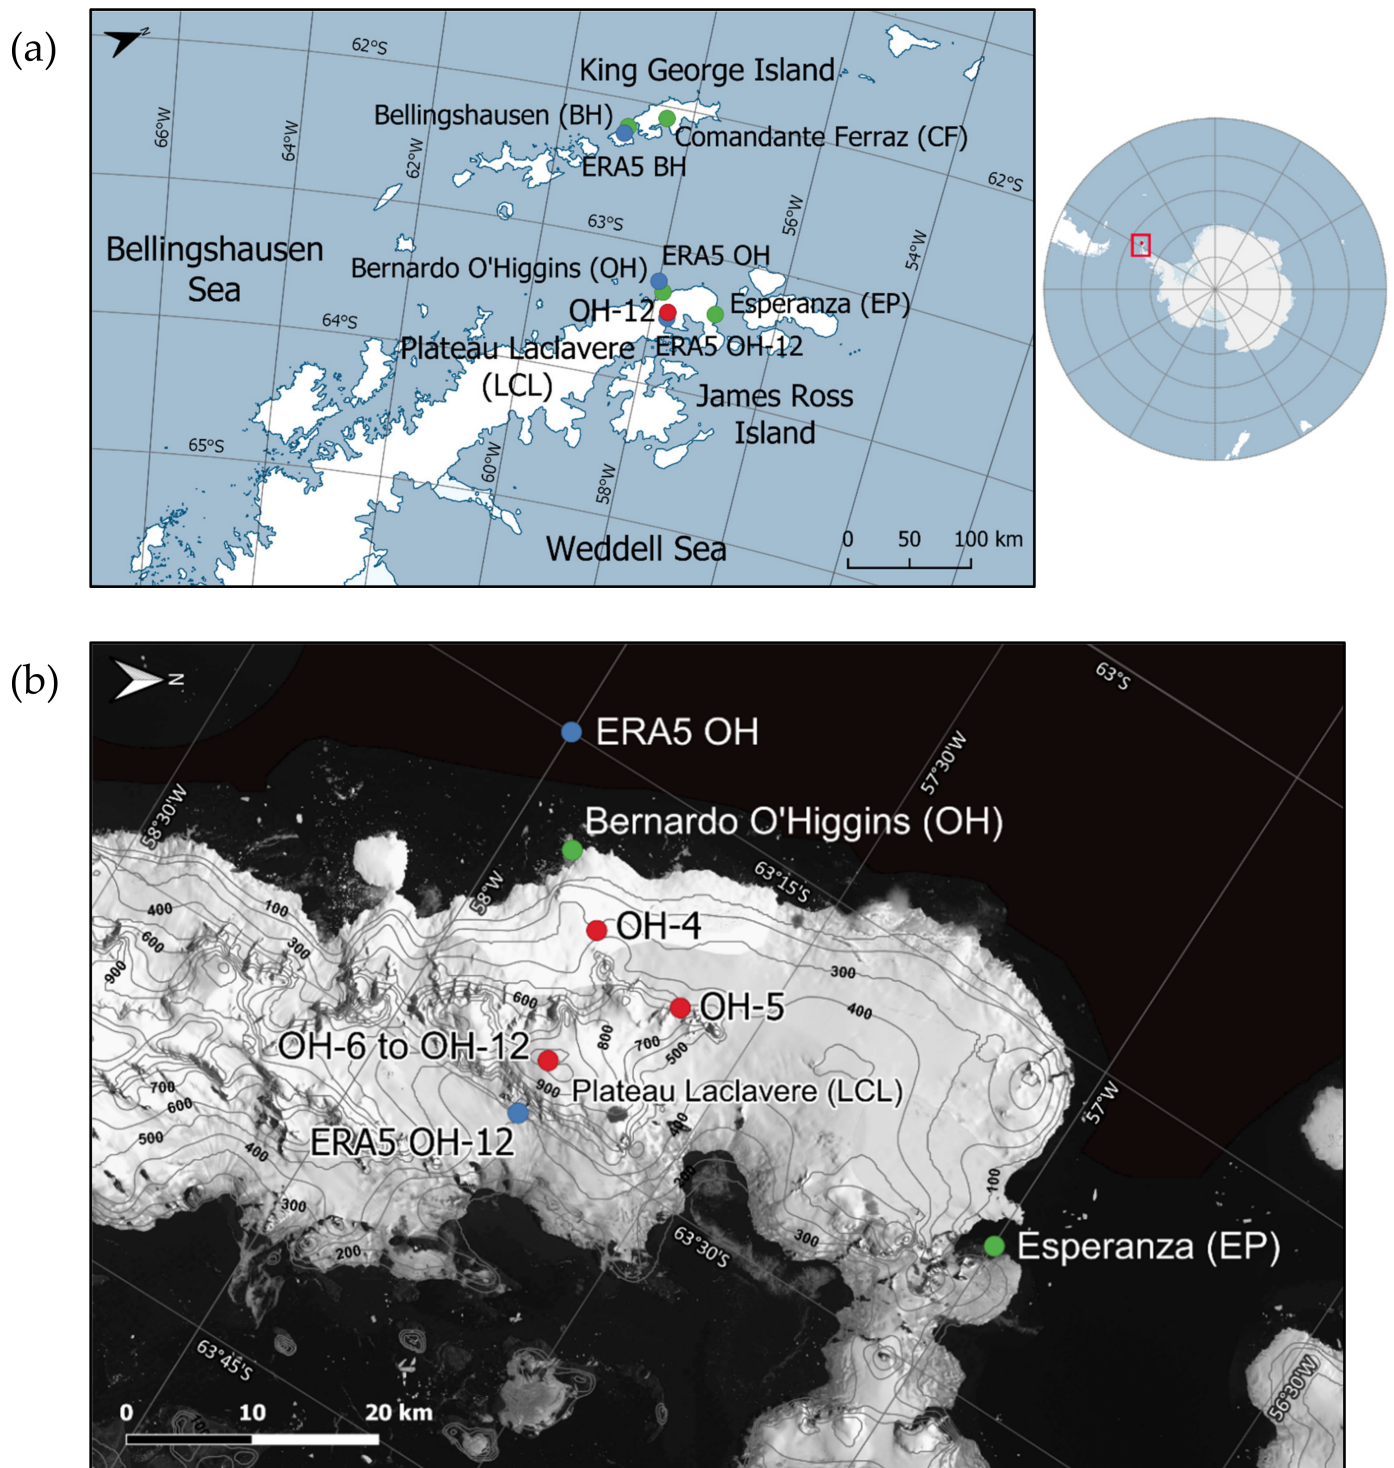 (a)
N
62°S
King George Island
66°W
64°W
62°W
Bellingshausen (BH)
Comandante Ferraz (CF)
ERA5 BH
62°S
56°W
63°S
54°W
Bellingshausen
Sea
ERA5 OH
Bernardo O'Higgins (OH)
OH-12
Esperanza (EP)
64°S
Plateau Laclavere
(LCL)
ERA5 OH-12
James Ross
Island
65°S
60°W
58°W
Weddell Sea
0 50 100 km
(b)
N
63°S
ERA5 OH
57°30'W
58°30'W
Bernardo O'Higgins (OH)
63°15'S
58°W
400
100
OH-4
600
300
900
300
600
OH-5
400
800
700
500
OH-6 to OH-12
900
Plateau Laclavere (LCL)
700
600
57°W
500
ERA5 OH-12
400
400
200
100
300
63°30'S
300
200
Esperanza (EP)
63°45'S
56°30'W
0 10 20 km